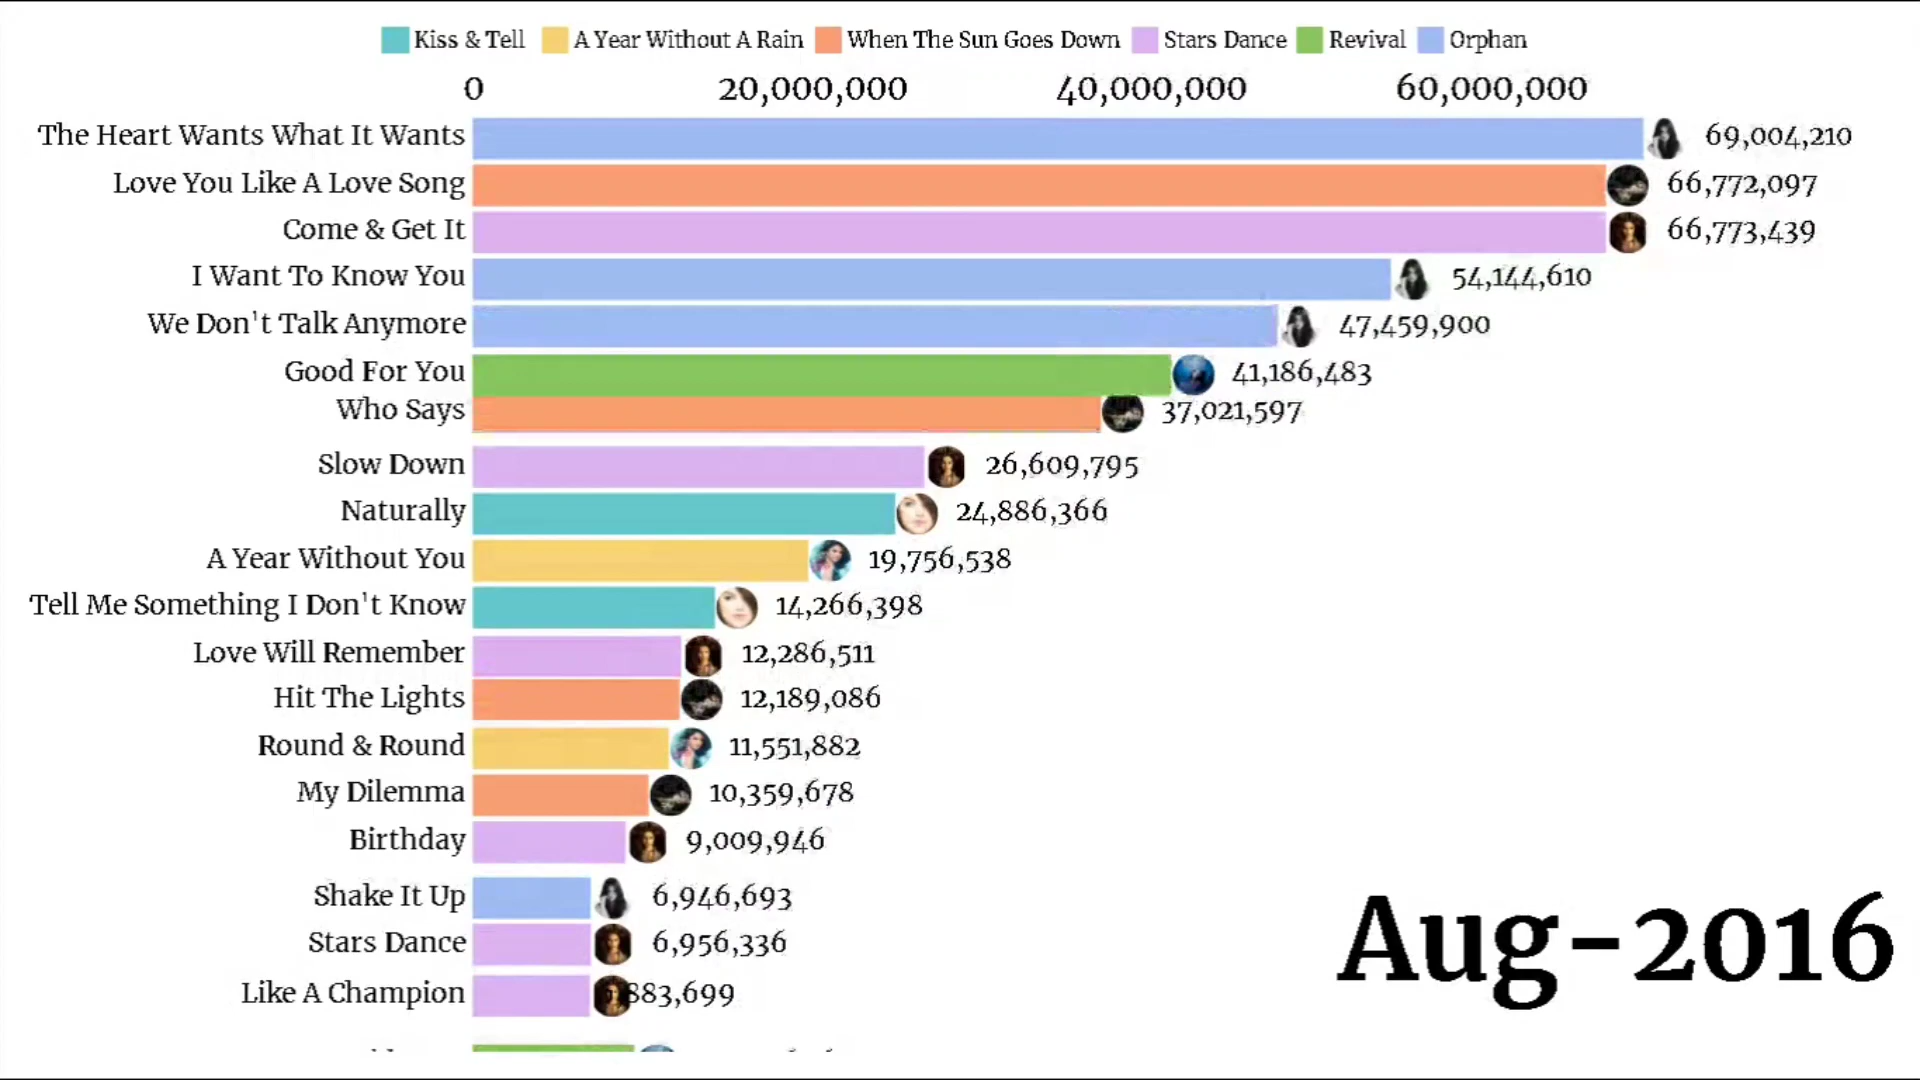 Kiss & Tell A Year Without A Rain When The Sun Goes Down Stars Dance Revival Orphan
0 20,000,000 40,000,000 60,000,000
The Heart Wants What It Wants 69,004,210
Love You Like A Love Song 66,772,097
Come & Get It 66,773,439
I Want To Know You 54,144,610
We Don't Talk Anymore 47,459,900
Good For You 41,186,483
Who Says 37,021,597
Slow Down 26,609,795
Naturally 24,886,366
A Year Without You 19,756,538
Tell Me Something I Don't Know 14,266,398
Love Will Remember 12,286,511
Hit The Lights 12,189,086
Round & Round 11,551,882
My Dilemma 10,359,678
Birthday 9,009,946
Shake It Up 6,946,693
Stars Dance 6,956,336
Like A Champion 883,699
Aug-2016